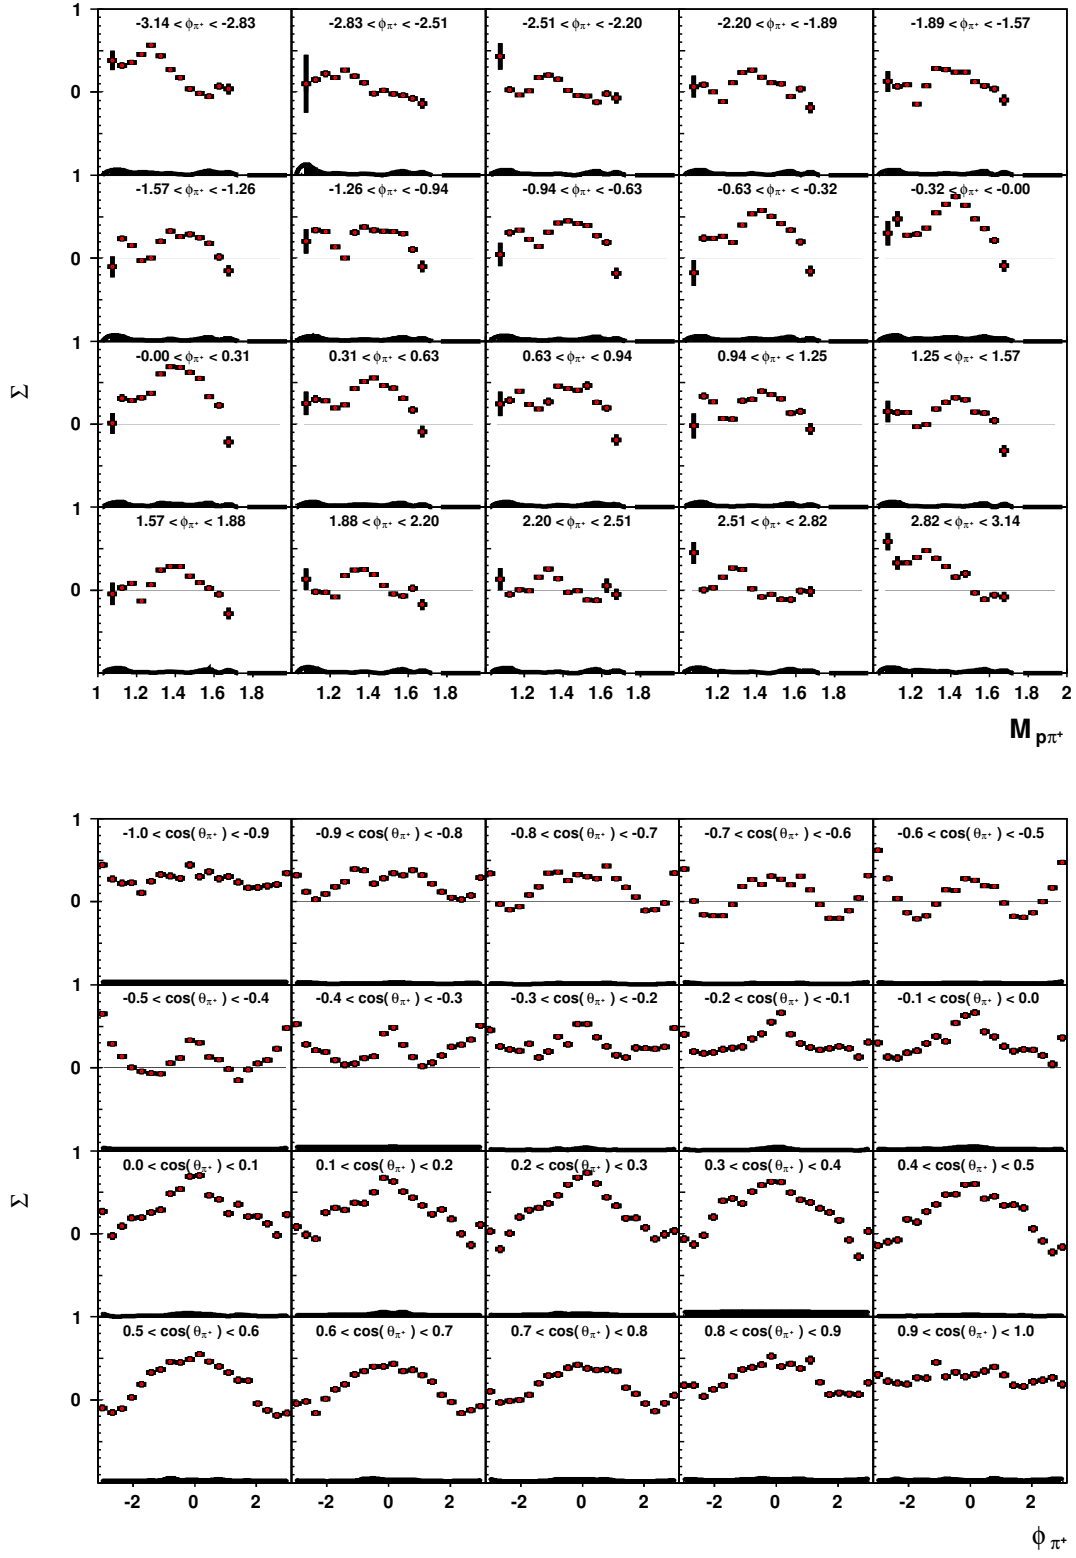 1
-3.14 < ϕπ⁺ < -2.83 -2.83 < ϕπ⁺ < -2.51 -2.51 < ϕπ⁺ < -2.20 -2.20 < ϕπ⁺ < -1.89 -1.89 < ϕπ⁺ < -1.57
0
1
-1.57 < ϕπ⁺ < -1.26 -1.26 < ϕπ⁺ < -0.94 -0.94 < ϕπ⁺ < -0.63 -0.63 < ϕπ⁺ < -0.32 -0.32 < ϕπ⁺ < -0.00
0
1
-0.00 < ϕπ⁺ < 0.31 0.31 < ϕπ⁺ < 0.63 0.63 < ϕπ⁺ < 0.94 0.94 < ϕπ⁺ < 1.25 1.25 < ϕπ⁺ < 1.57
Σ
0
1
1.57 < ϕπ⁺ < 1.88 1.88 < ϕπ⁺ < 2.20 2.20 < ϕπ⁺ < 2.51 2.51 < ϕπ⁺ < 2.82 2.82 < ϕπ⁺ < 3.14
0
1 1.2 1.4 1.6 1.8 1.2 1.4 1.6 1.8 1.2 1.4 1.6 1.8 1.2 1.4 1.6 1.8 1.2 1.4 1.6 1.8 2
M pπ⁺
1
-1.0 < cos(θπ⁺) < -0.9 -0.9 < cos(θπ⁺) < -0.8 -0.8 < cos(θπ⁺) < -0.7 -0.7 < cos(θπ⁺) < -0.6 -0.6 < cos(θπ⁺) < -0.5
0
1
-0.5 < cos(θπ⁺) < -0.4 -0.4 < cos(θπ⁺) < -0.3 -0.3 < cos(θπ⁺) < -0.2 -0.2 < cos(θπ⁺) < -0.1 -0.1 < cos(θπ⁺) < 0.0
0
1
0.0 < cos(θπ⁺) < 0.1 0.1 < cos(θπ⁺) < 0.2 0.2 < cos(θπ⁺) < 0.3 0.3 < cos(θπ⁺) < 0.4 0.4 < cos(θπ⁺) < 0.5
Σ
0
1
0.5 < cos(θπ⁺) < 0.6 0.6 < cos(θπ⁺) < 0.7 0.7 < cos(θπ⁺) < 0.8 0.8 < cos(θπ⁺) < 0.9 0.9 < cos(θπ⁺) < 1.0
0
-2 0 2 -2 0 2 -2 0 2 -2 0 2 -2 0 2
ϕ π⁺